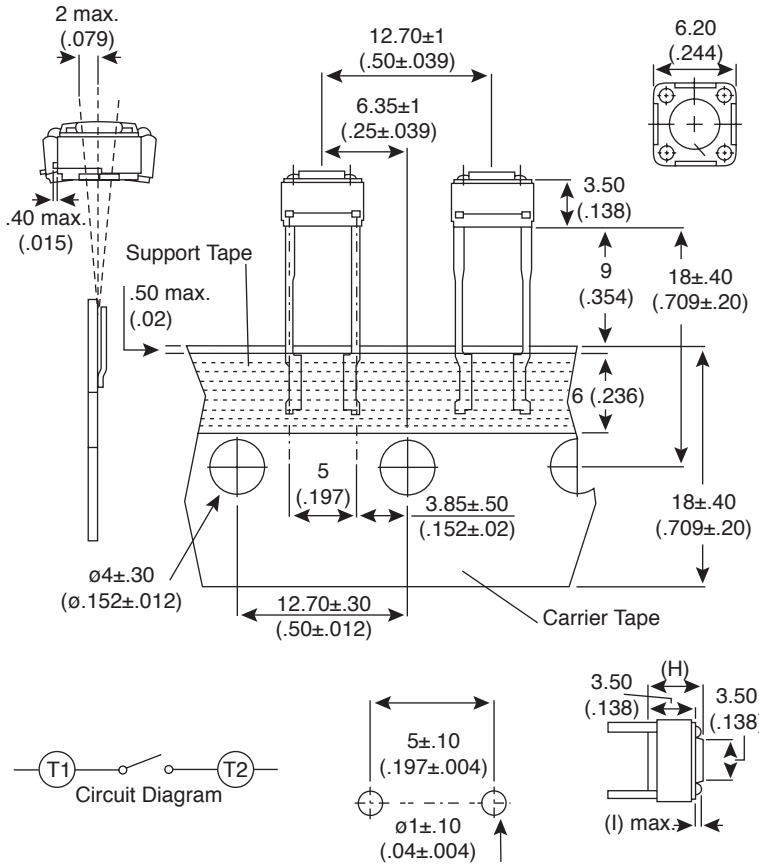 2 max.
(.079)
12.70±1
(.50±.039)
6.20
(.244)
6.35±1
(.25±.039)
3.50
(.138)
.40 max.
(.015)
Support Tape
9
(.354)
18±.40
(.709±.20)
.50 max.
(.02)
6 (.236)
5
(.197)
3.85±.50
(.152±.02)
18±.40
(.709±.20)
ø4±.30
(ø.152±.012)
12.70±.30
(.50±.012)
Carrier Tape
(H)
3.50
(.138)
3.50
(.138)
5±.10
(.197±.004)
T1
T2
Circuit Diagram
ø1±.10
(.04±.004)
(I) max.